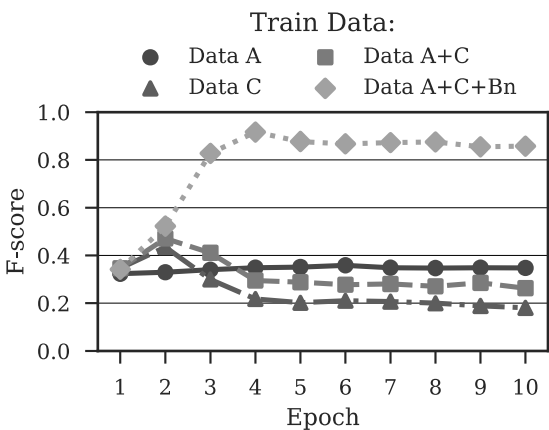 Train Data:
Data A
Data A+C
Data C
Data A+C+Bn
1.0
0.8
0.6
0.4
0.2
0.0
F-score
1 2 3 4 5 6 7 8 9 10
Epoch